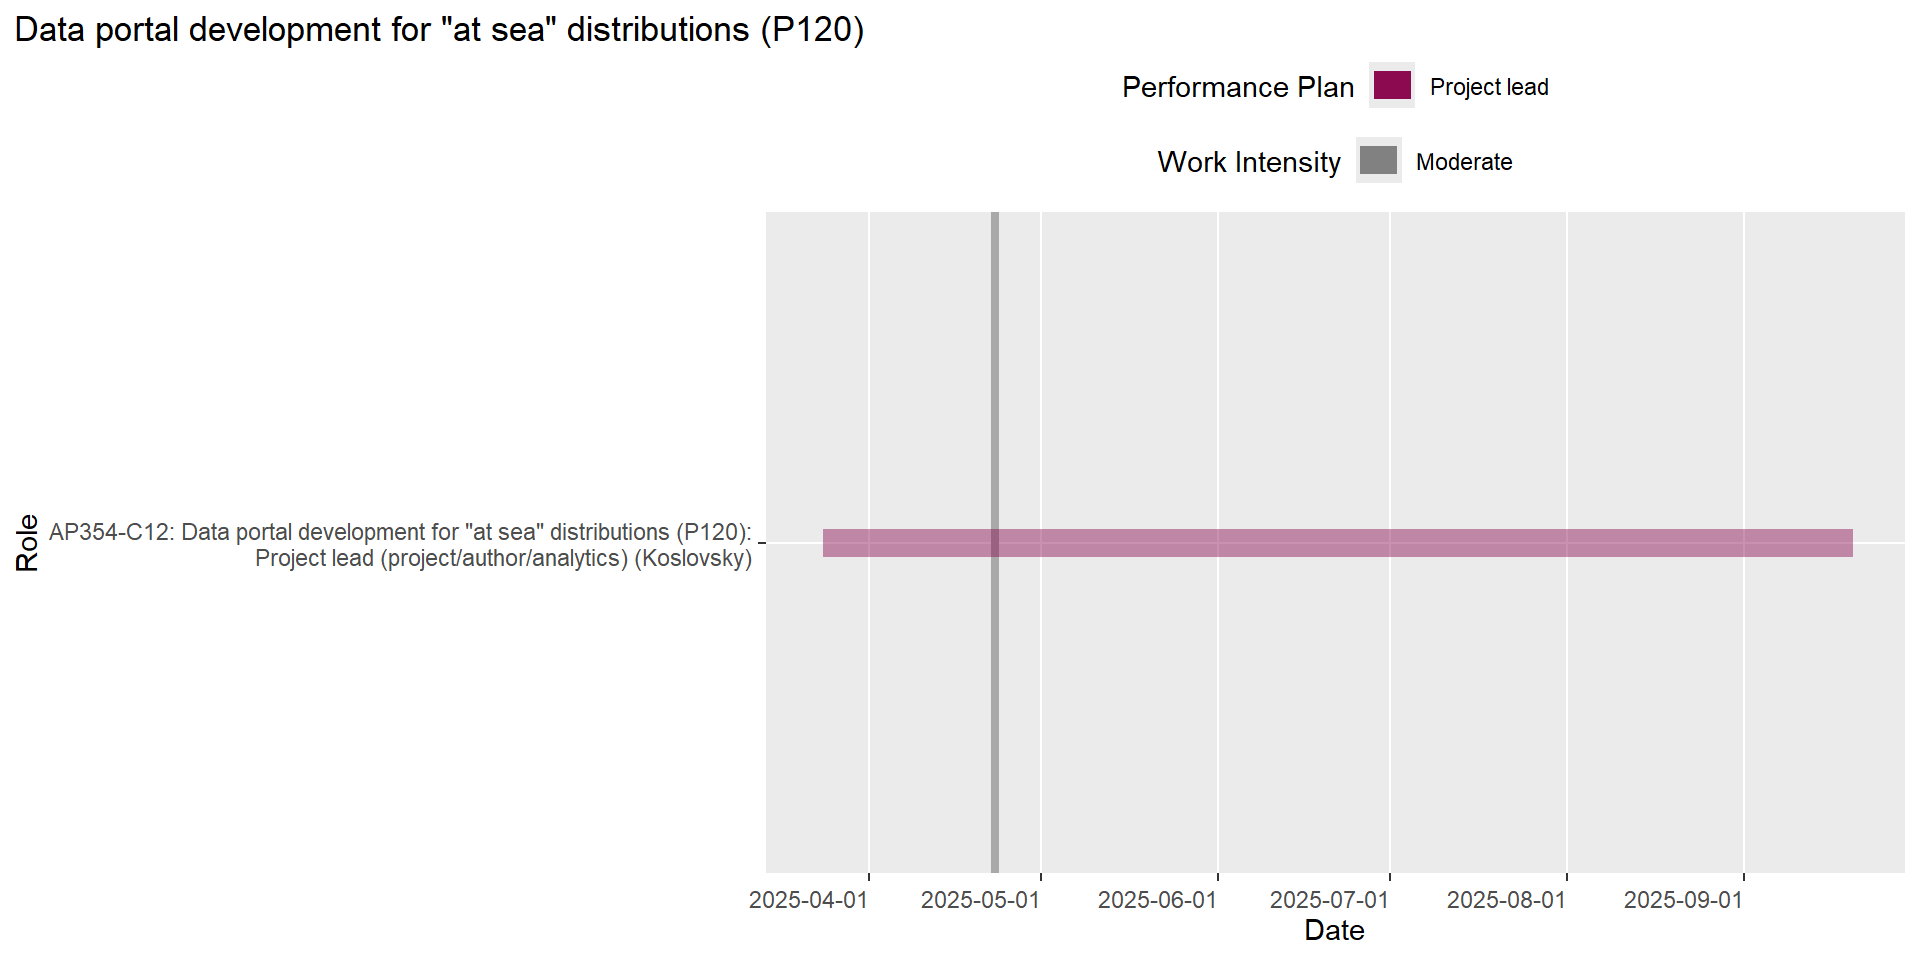 Data portal development for "at sea" distributions (P120)
Performance Plan
Project lead
Work Intensity
Moderate
Role
AP354-C12: Data portal development for "at sea" distributions (P120):
Project lead (project/author/analytics) (Koslovsky)
2025-04-01
2025-05-01
2025-06-01
2025-07-01
2025-08-01
2025-09-01
Date